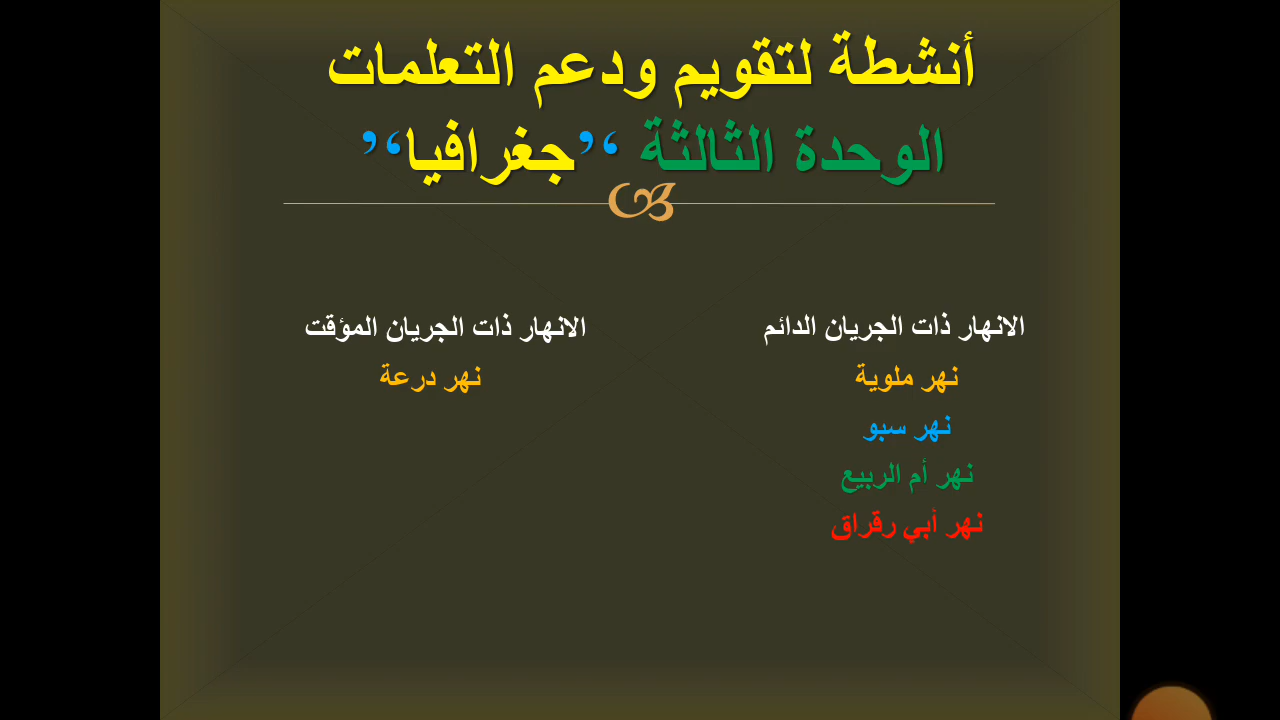 أنشطة لتقويم ودعم التعلمات
الوحدة الثالثة ‘’جغرافيا‘’
الانهار ذات الجريان الدائم
نهر ملوية
نهر سبو
نهر أم الربيع
نهر أبي رقراق
الانهار ذات الجريان المؤقت
نهر درعة